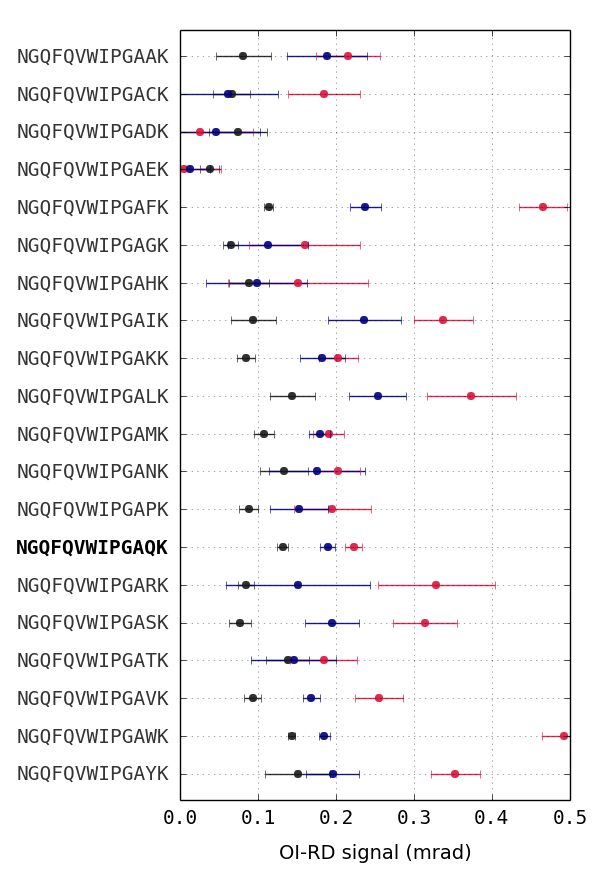 NGQFQVWIPGAAK
NGQFQVWIPGACK
NGQFQVWIPGADK
NGQFQVWIPGAEK
NGQFQVWIPGAFK
NGQFQVWIPGAGK
NGQFQVWIPGAHK
NGQFQVWIPGAIK
NGQFQVWIPGAKK
NGQFQVWIPGALK
NGQFQVWIPGAMK
NGQFQVWIPGANK
NGQFQVWIPGAPK
NGQFQVWIPGAQK
NGQFQVWIPGARK
NGQFQVWIPGASK
NGQFQVWIPGATK
NGQFQVWIPGAVK
NGQFQVWIPGAWK
NGQFQVWIPGAYK
0.0 0.1 0.2 0.3 0.4 0.5
OI-RD signal (mrad)